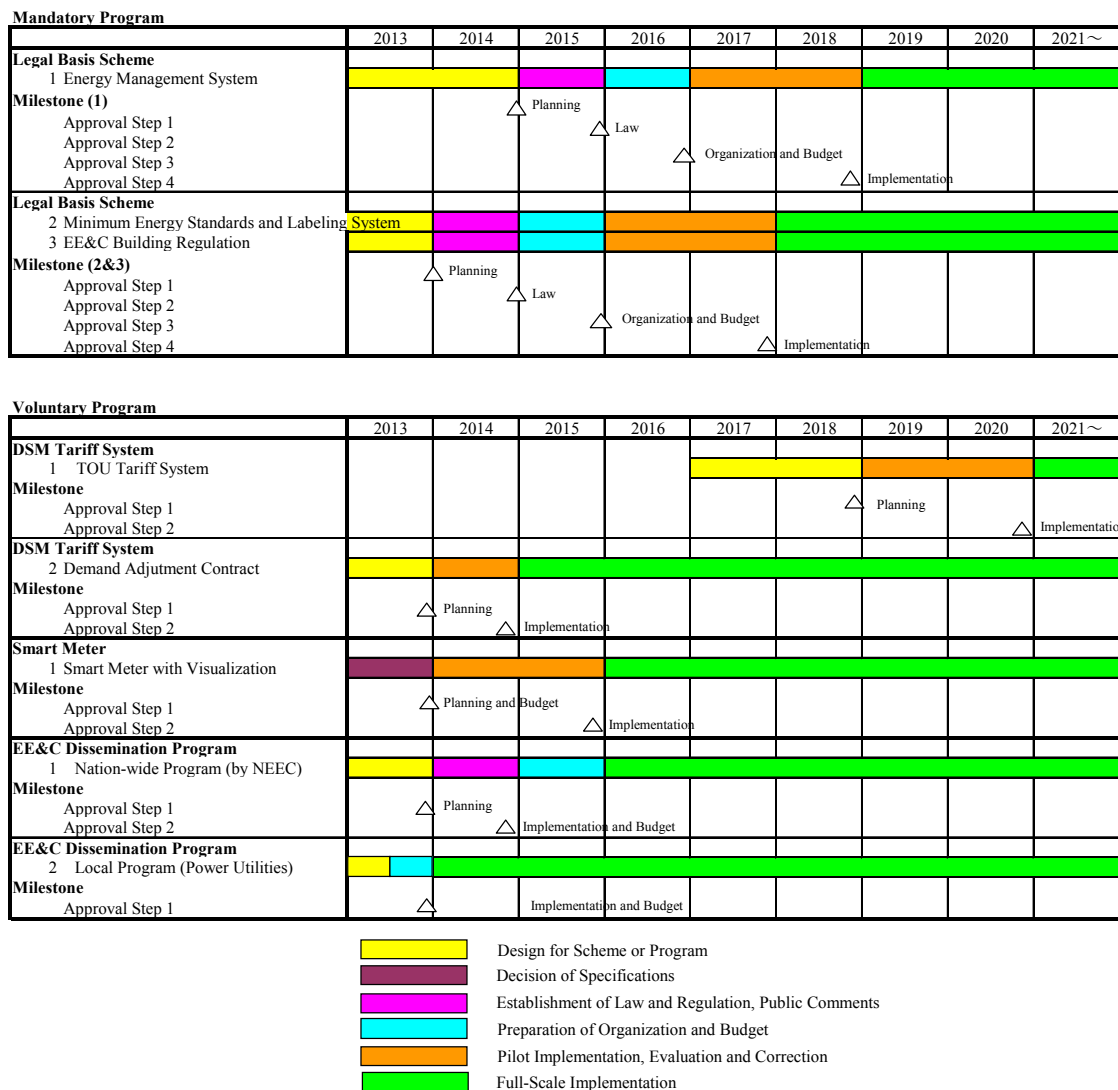 Mandatory Program
2013 2014 2015 2016 2017 2018 2019 2020 2021～
Legal Basis Scheme
1 Energy Management System
Milestone (1)
Planning
Approval Step 1
Law
Approval Step 2
Organization and Budget
Approval Step 3
Approval Step 4
Implementation
Legal Basis Scheme
2 Minimum Energy Standards and Labeling System
3 EE&C Building Regulation
Milestone (2&3)
Planning
Approval Step 1
Law
Approval Step 2
Approval Step 3
Organization and Budget
Approval Step 4
Implementation
Voluntary Program
2013 2014 2015 2016 2017 2018 2019 2020 2021～
DSM Tariff System
1 TOU Tariff System
Milestone
Approval Step 1
Planning
Approval Step 2
Implementatio
DSM Tariff System
2 Demand Adjutment Contract
Milestone
Approval Step 1
Planning
Approval Step 2
Implementation
Smart Meter
1 Smart Meter with Visualization
Milestone
Approval Step 1
Planning and Budget
Approval Step 2
Implementation
EE&C Dissemination Program
1 Nation-wide Program (by NEEC)
Milestone
Approval Step 1
Planning
Approval Step 2
Implementation and Budget
EE&C Dissemination Program
2 Local Program (Power Utilities)
Milestone
Approval Step 1
Implementation and Budget
Design for Scheme or Program
Decision of Specifications
Establishment of Law and Regulation, Public Comments
Preparation of Organization and Budget
Pilot Implementation, Evaluation and Correction
Full-Scale Implementation